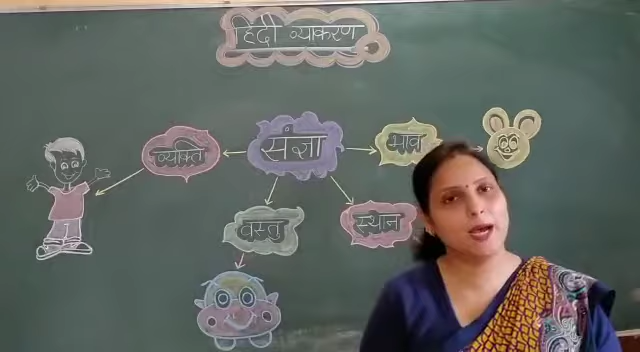 हिंदी व्याकरण
व्यक्ति
संज्ञा
भाव
वस्तु
स्थान